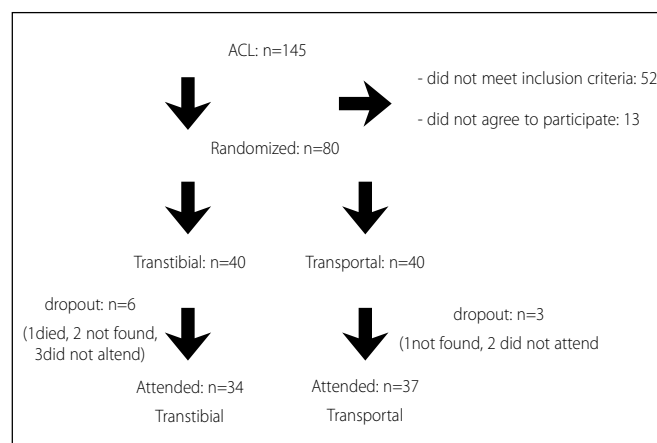 ACL: n=145
- did not meet inclusion criteria: 52
- did not agree to participate: 13
Randomized: n=80
Transtibial: n=40
Transportal: n=40
dropout: n=6
(1died, 2 not found,
3did not altend)
dropout: n=3
(1not found, 2 did not attend
Attended: n=34
Transtibial
Attended: n=37
Transportal